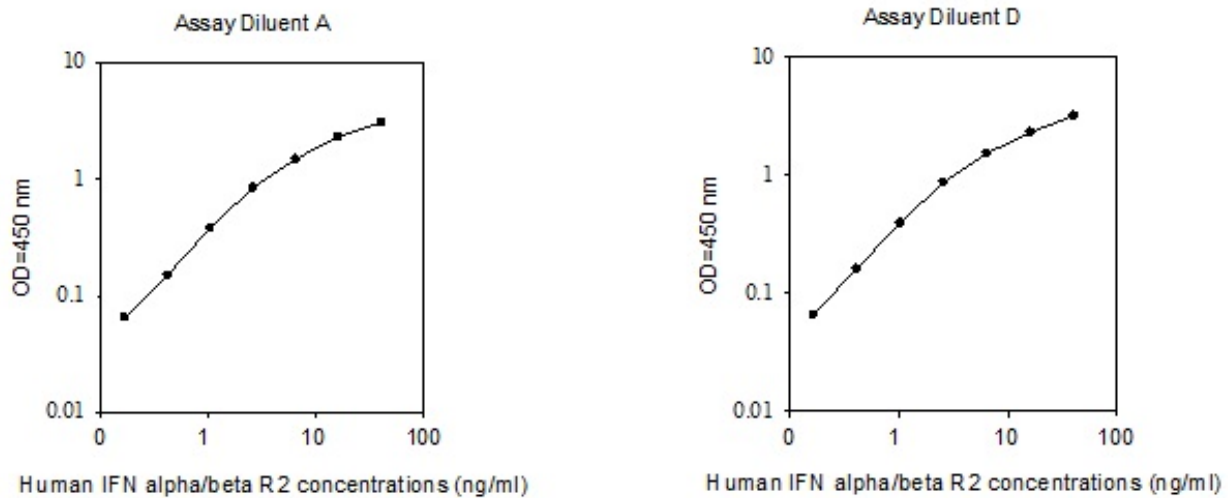 Assay Diluent A
10
1
0.1
0.01
OD=450 nm
0
1
10
100
Human IFN alpha/beta R2 concentrations (ng/ml)
Assay Diluent D
10
1
0.1
0.01
OD=450 nm
0
1
10
100
Human IFN alpha/beta R2 concentrations (ng/ml)